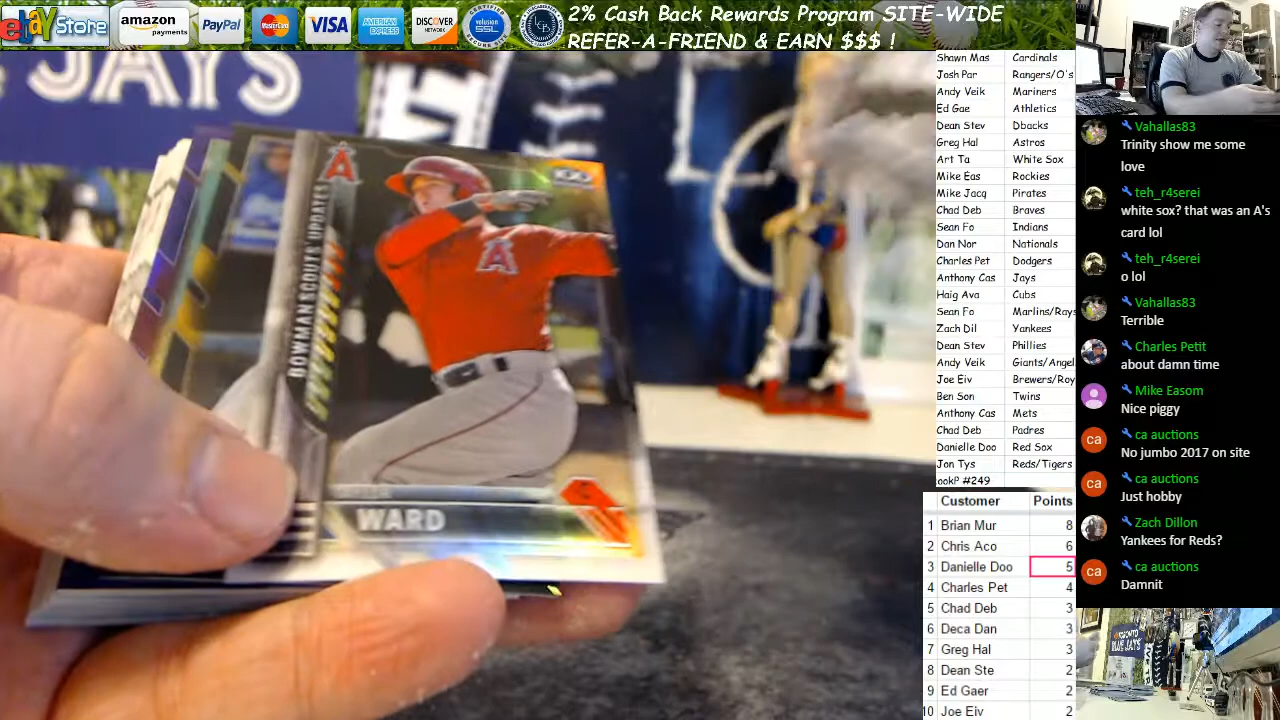 ebay Store
amazon
payments
PayPal
MasterCard
VISA
AMERICAN EXPRESS
DISCOVER
NETWORK
volusion
SSL
2% Cash Back Rewards Program SITE-WIDE
REFER-A-FRIEND & EARN $$$ !
JAYS
BOWMAN SCOUTS' UPDATES
A
A
WARD
Shawn Mas Cardinals
Josh Par Rangers/O's
Andy Veik Mariners
Ed Gae Athletics
Dean Stev Dbacks
Greg Hal Astros
Art Ta White Sox
Mike Eas Rockies
Mike Jacq Pirates
Chad Deb Braves
Sean Fo Indians
Dan Nor Nationals
Charles Pet Dodgers
Anthony Cas Jays
Haig Ava Cubs
Sean Fo Marlins/Rays
Zach Dil Yankees
Dean Stev Phillies
Andy Veik Giants/Angel
Joe Eiv Brewers/Roy
Ben Son Twins
Anthony Cas Mets
Chad Deb Padres
Danielle Doo Red Sox
Jon Tys Reds/Tigers
ookP #249
Customer Points
1 Brian Mur 8
2 Chris Aco 6
3 Danielle Doo 5
4 Charles Pet 4
5 Chad Deb 3
6 Deca Dan 3
7 Greg Hal 3
8 Dean Ste 2
9 Ed Gaer 2
10 Joe Eiv 2
Vahallas83
Trinity show me some
love
teh_r4serei
white sox? that was an A's
card lol
teh_r4serei
o lol
Vahallas83
Terrible
Charles Petit
about damn time
Mike Easom
Nice piggy
ca ca auctions
No jumbo 2017 on site
ca ca auctions
Just hobby
Zach Dillon
Yankees for Reds?
ca ca auctions
Damnit
TORONTO
BLUE JAYS